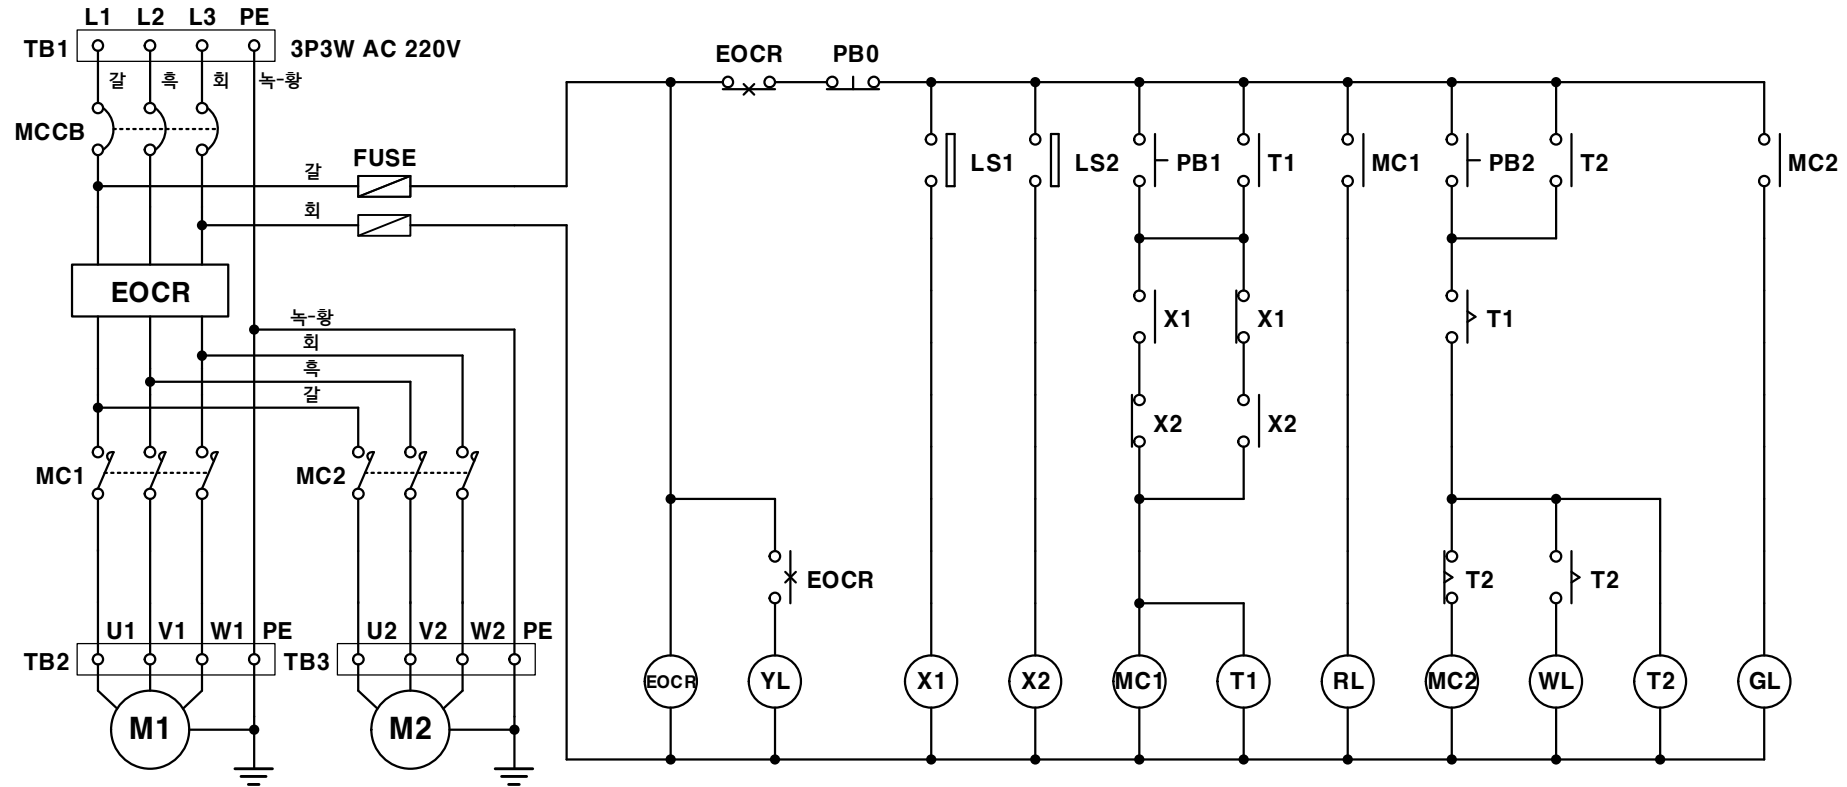 L1 L2 L3 PE
TB1
3P3W AC 220V
갈 흑 회 녹-황
MCCB
갈
FUSE
회
EOCR
녹-황
회
흑
갈
MC1
MC2
U1 V1 W1 PE
TB2
U2 V2 W2 PE
TB3
M1
M2
EOCR PB0
LS1 LS2 PB1 T1 MC1 PB2 T2 MC2
X1 X1 T1
X2 X2
EOCR T2 T2
EOCR YL X1 X2 MC1 T1 RL MC2 WL T2 GL